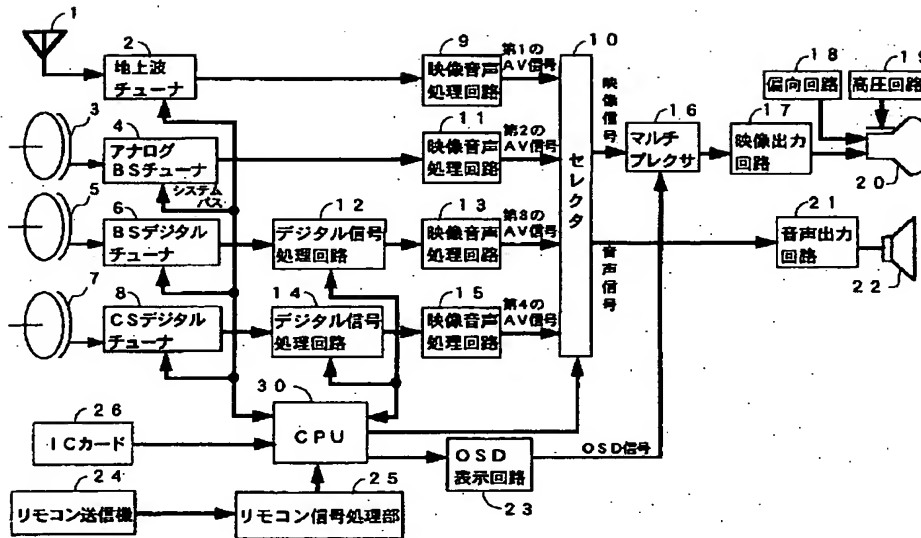 1
2
地上波
チューナ
9
映像音声
処理回路
第1の
AV信号
10
セレクタ
映像信号
16
マルチ
プレクサ
17
映像出力
回路
18
偏向回路
19
高圧回路
20
3
4
アナログ
BSチューナ
システム
バス
11
映像音声
処理回路
第2の
AV信号
5
6
BSデジタル
チューナ
12
デジタル信号
処理回路
13
映像音声
処理回路
第3の
AV信号
音声信号
21
音声出力
回路
22
7
8
CSデジタル
チューナ
14
デジタル信号
処理回路
15
映像音声
処理回路
第4の
AV信号
30
CPU
26
ICカード
OSD
表示回路
23
OSD信号
24
リモコン送信機
25
リモコン信号処理部